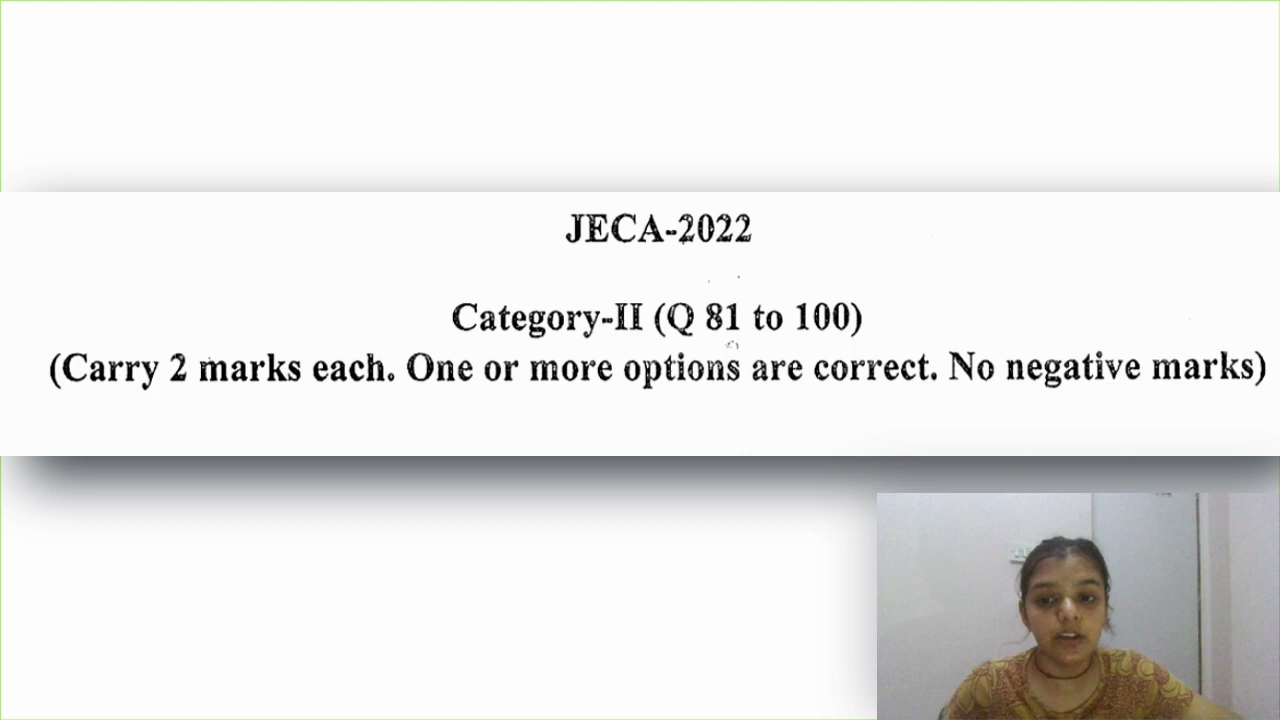 JECA-2022
Category-II (Q 81 to 100)
(Carry 2 marks each. One or more options are correct. No negative marks)